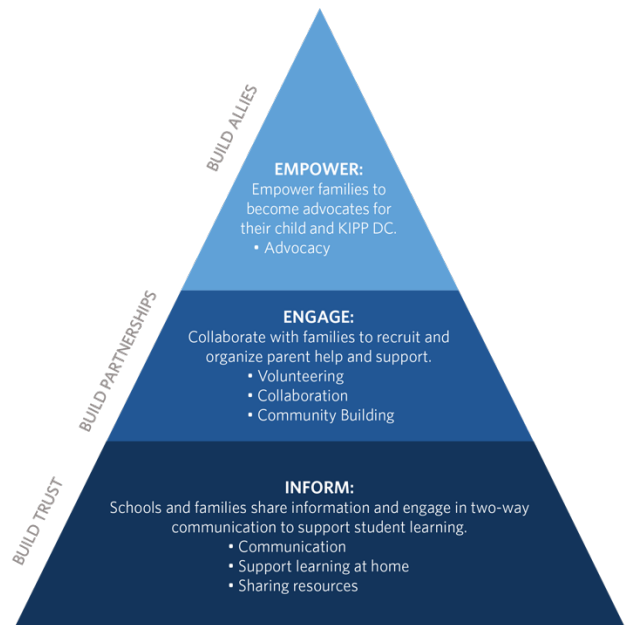 BUILD ALLIES
EMPOWER:
Empower families to
become advocates for
their child and KIPP DC.
• Advocacy
BUILD PARTNERSHIPS
ENGAGE:
Collaborate with families to recruit and
organize parent help and support.
• Volunteering
• Collaboration
• Community Building
BUILD TRUST
INFORM:
Schools and families share information and engage in two-way
communication to support student learning.
• Communication
• Support learning at home
• Sharing resources